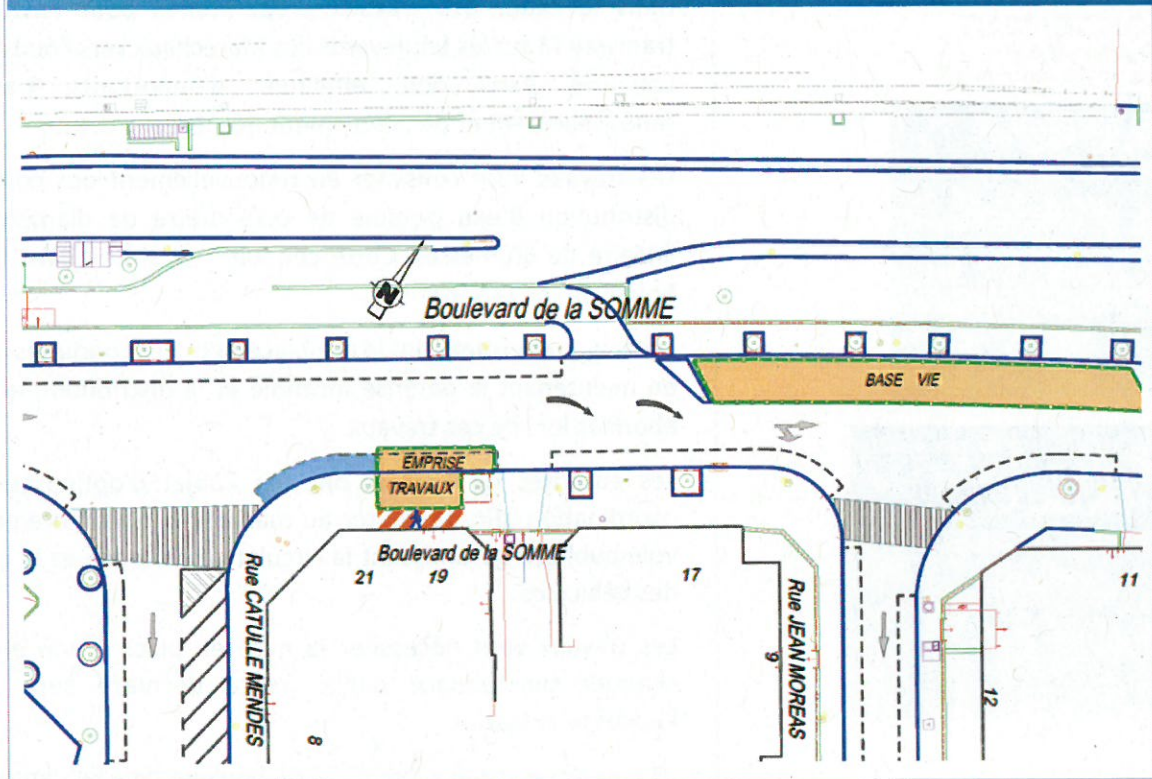 N
Boulevard de la SOMME
BASE VIE
EMPRISE
TRAVAUX
Boulevard de la SOMME
21
19
17
11
Rue CATULLE MENDES
8
9
Rue JEAN MOREAS
12